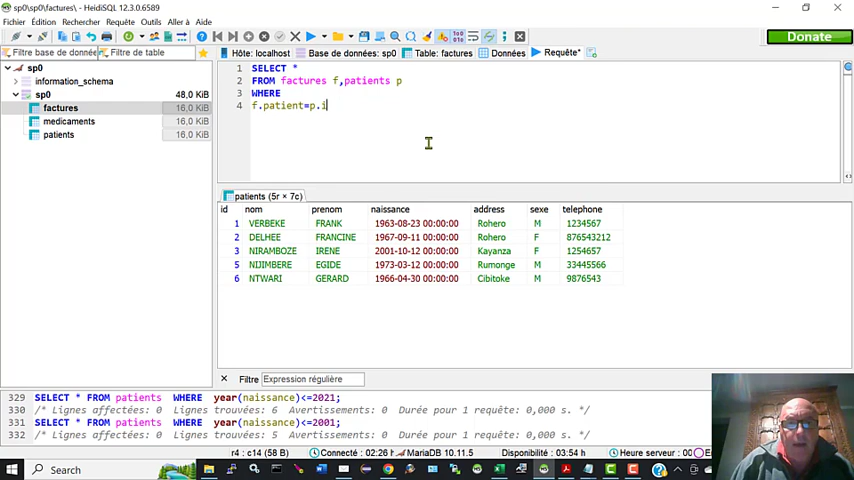 sp0\sp0\factures\ - HeidiSQL 12.3.0.6589
Fichier Édition Rechercher Requête Outils Aller à Aide
Donate
Filtre base de donnée Filtre de table
Hôte: localhost Base de données: sp0 Table: factures Données Requête*
sp0
information_schema
sp0 48,0 KiB
factures 16,0 KiB
medicaments 16,0 KiB
patients 16,0 KiB
1 SELECT *
2 FROM factures f,patients p
3 WHERE
4 f.patient=p.i
patients (5r × 7c)
id nom prenom naissance address sexe telephone
1 VERBEKE FRANK 1963-08-23 00:00:00 Rohero M 1234567
2 DELHEE FRANCINE 1967-09-11 00:00:00 Rohero F 876543212
3 NIRAMBOZE IRENE 2001-10-12 00:00:00 Kayanza F 1254657
5 NIJIMBERE EGIDE 1973-03-12 00:00:00 Rumonge M 33445566
6 NTWARI GERARD 1966-04-30 00:00:00 Cibitoke M 9876543
Filtre Expression régulière
329 SELECT * FROM patients WHERE year(naissance)<=2021;
330 /* Lignes affectées: 0 Lignes trouvées: 6 Avertissements: 0 Durée pour 1 requête: 0,000 s. */
331 SELECT * FROM patients WHERE year(naissance)<=2001;
332 /* Lignes affectées: 0 Lignes trouvées: 5 Avertissements: 0 Durée pour 1 requête: 0,000 s. */
r4 : c14 (58 B) Connecté : 02:26 MariaDB 10.11.5 Disponibilité : 03:54 h Heure serveur : 00
Search